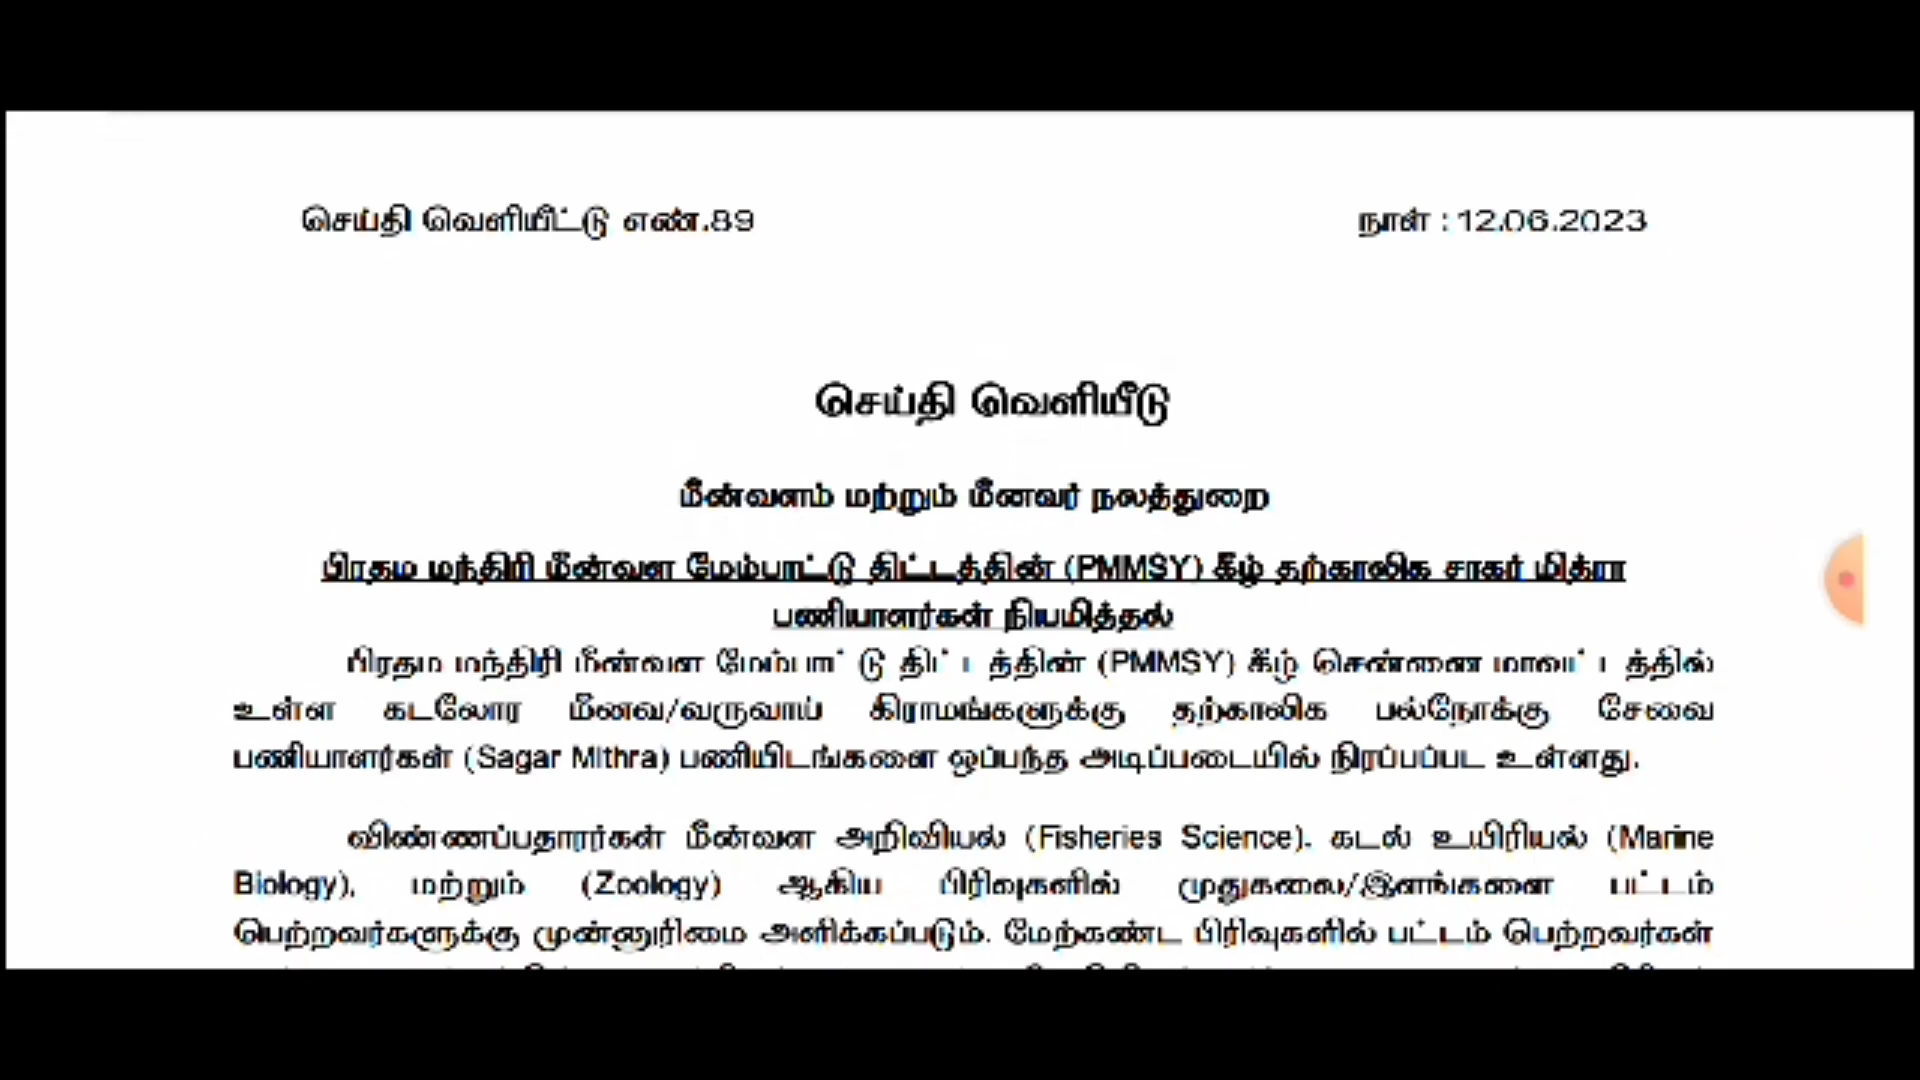 செய்தி வெளியீட்டு எண்.89
நாள் : 12.06.2023
செய்தி வெளியீடு
மீன்வளம் மற்றும் மீனவர் நலத்துறை
பிரதம மந்திரி மீன்வள மேம்பாட்டு திட்டத்தின் (PMMSY) கீழ் தற்காலிக சாகர் மித்ரா
பணியாளர்கள் நியமித்தல்
பிரதம மந்திரி மீன்வள மேம்பாட்டு திட்டத்தின் (PMMSY) கீழ் சென்னை மாவட்டத்தில்
உள்ள கடலோர மீனவ/வருவாய் கிராமங்களுக்கு தற்காலிக பல்நோக்கு சேவை
பணியாளர்கள் (Sagar Mithra) பணியிடங்களை ஒப்பந்த அடிப்படையில் நிரப்பப்பட உள்ளது.
விண்ணப்பதாரர்கள் மீன்வள அறிவியல் (Fisheries Science). கடல் உயிரியல் (Marine
Biology), மற்றும் (Zoology) ஆகிய பிரிவுகளில் முதுகலை/இளங்களை பட்டம்
பெற்றவர்களுக்கு முன்னுரிமை அளிக்கப்படும். மேற்கண்ட பிரிவுகளில் பட்டம் பெற்றவர்கள்